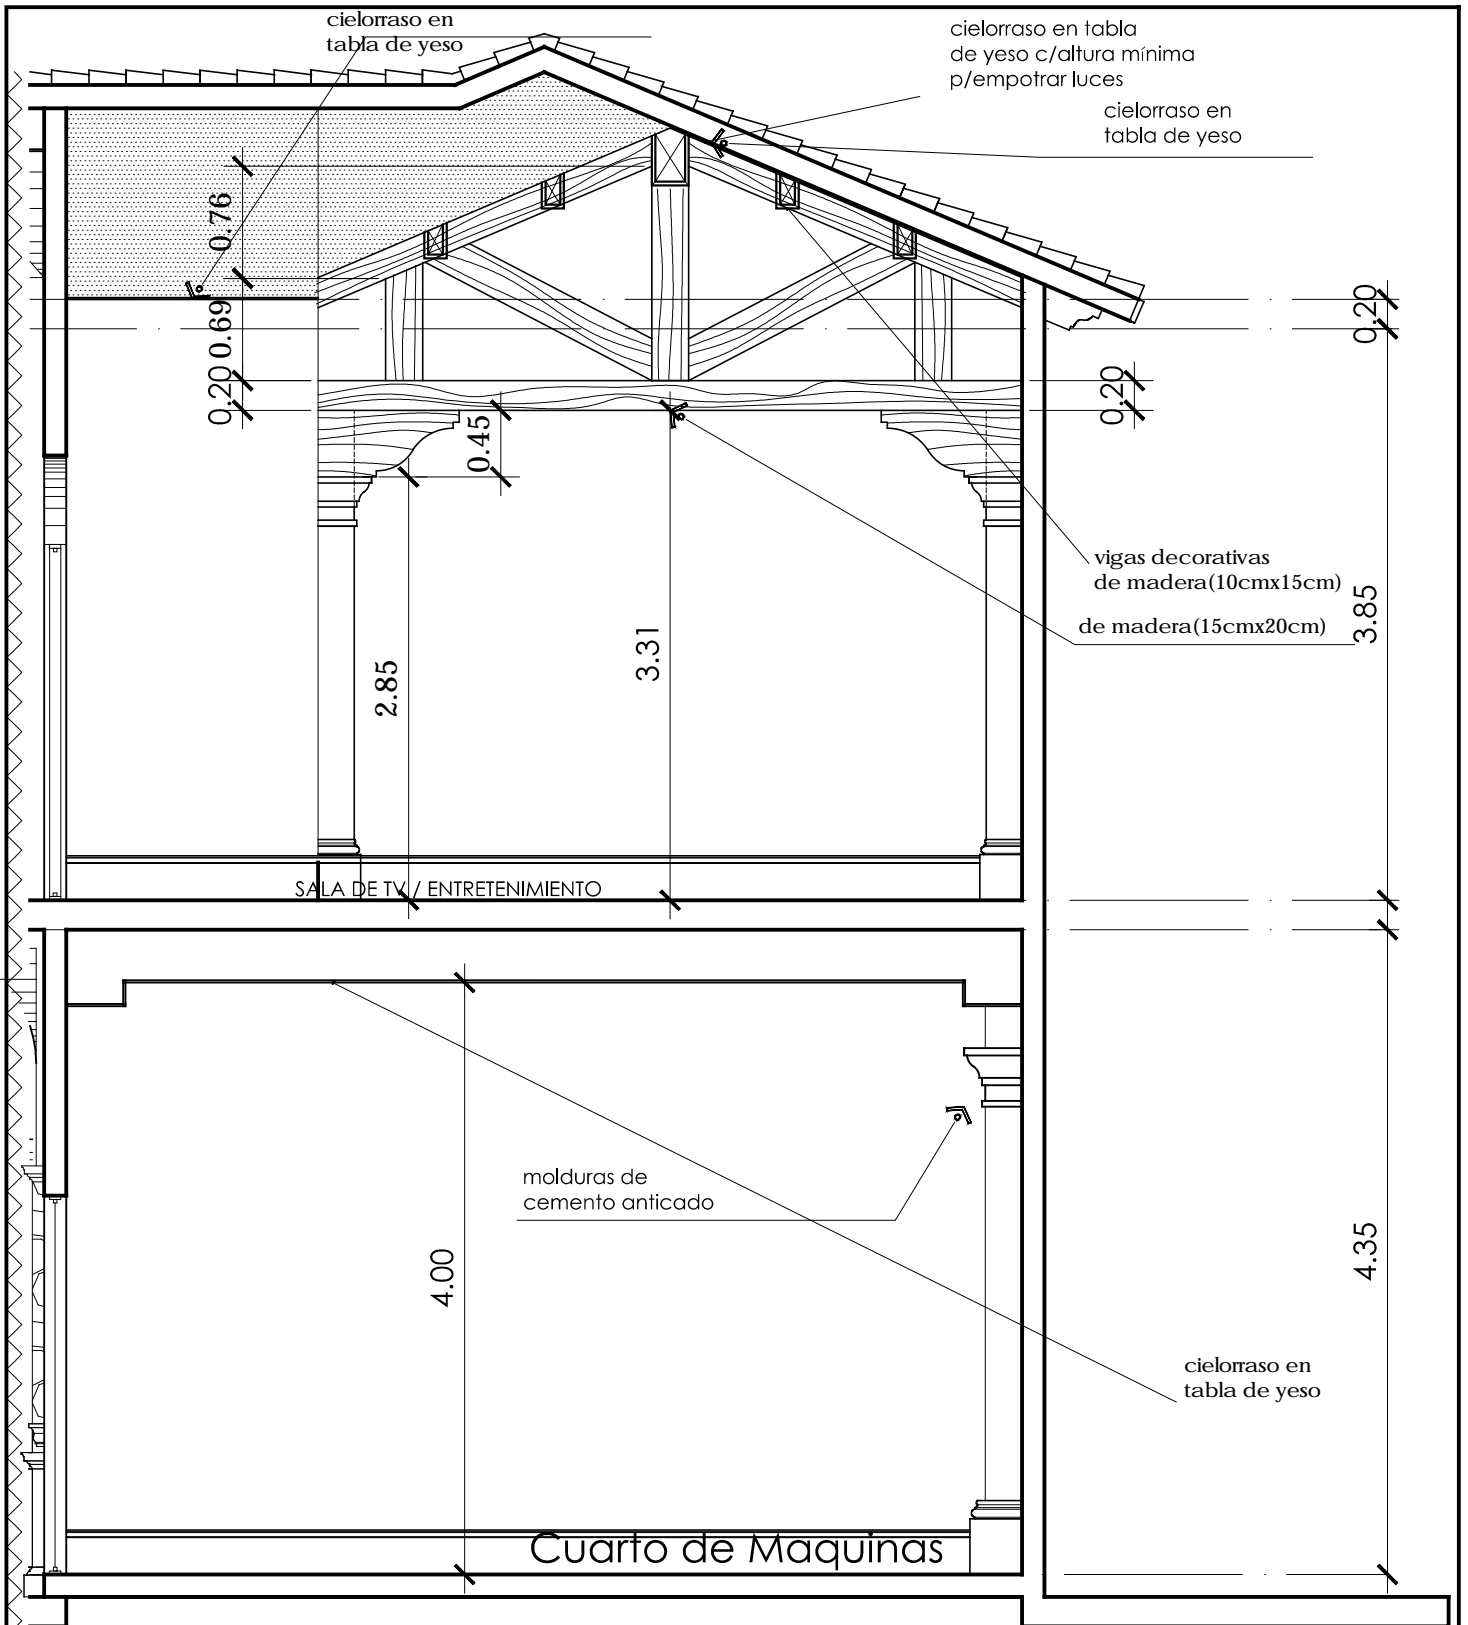 cielorraso en
tabla de yeso
cielorraso en tabla
de yeso c/altura mínima
p/empotrar luces
cielorraso en
tabla de yeso
0.76
0.69
0.20
0.20
0.20
0.45
vigas decorativas
de madera(10cmx15cm)
de madera(15cmx20cm)
3.85
3.31
2.85
SALA DE TV / ENTRETENIMIENTO
molduras de
cemento anticado
4.00
4.35
cielorraso en
tabla de yeso
Cuarto de Maquinas